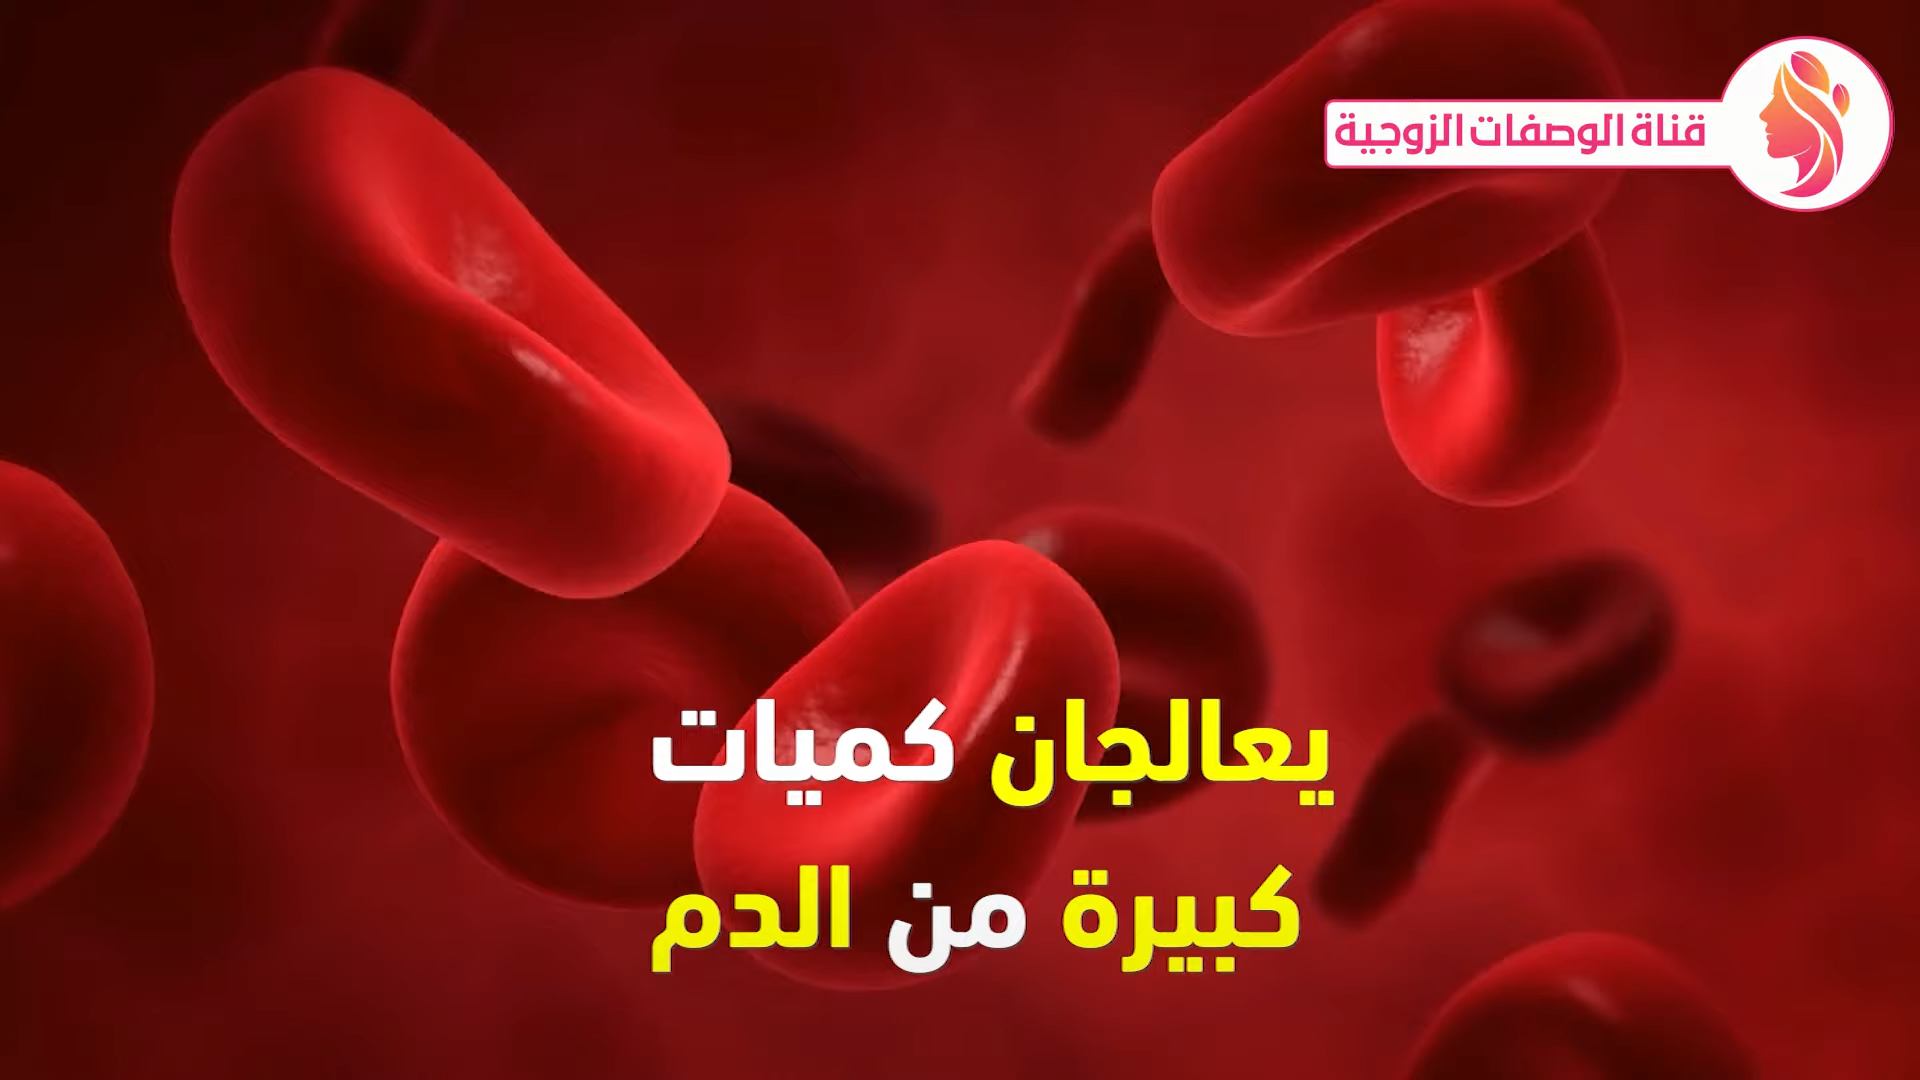 قناة الوصفات الزوجية
يعالجان كميات
كبيرة من الدم